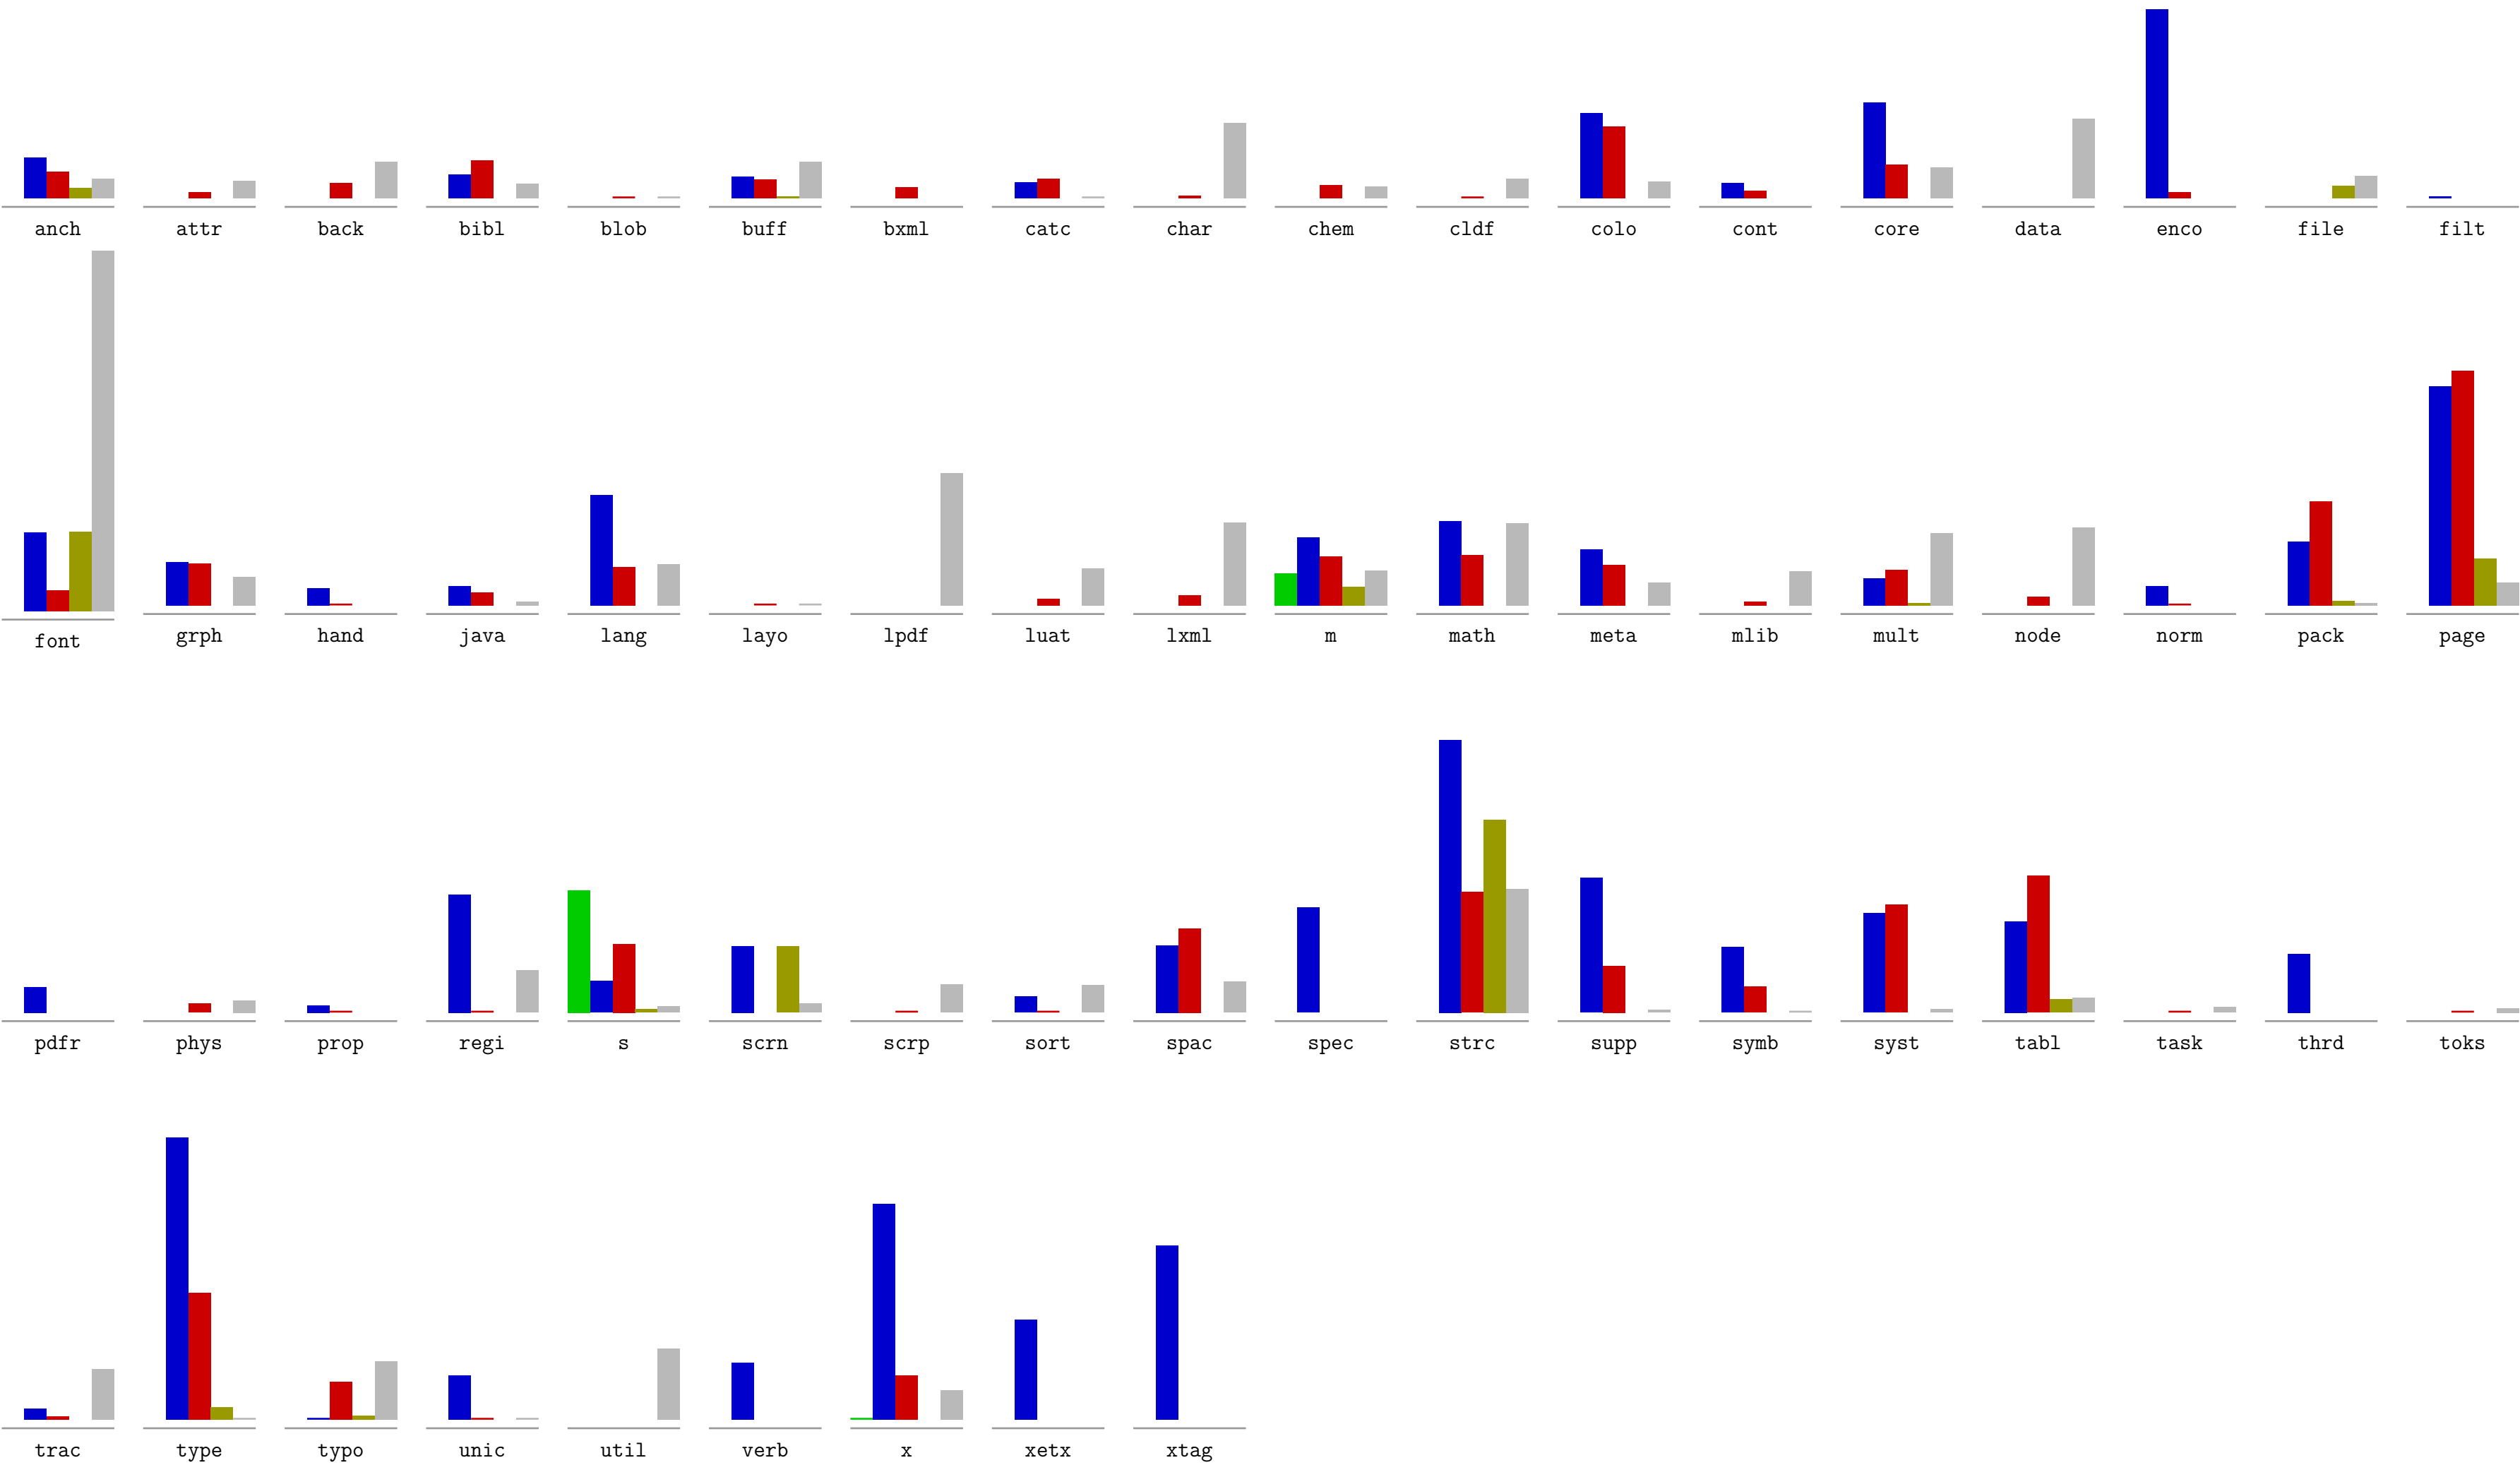 anch attr back bibl blob buff bxml catc char chem cldf colo cont core data enco file filt
font grph hand java lang layo lpdf luat lxml m math meta mlib mult node norm pack page
pdfr phys prop regi s scrn scrp sort spac spec strc supp symb syst tabl task thrd toks
trac type typo unic util verb x xetx xtag